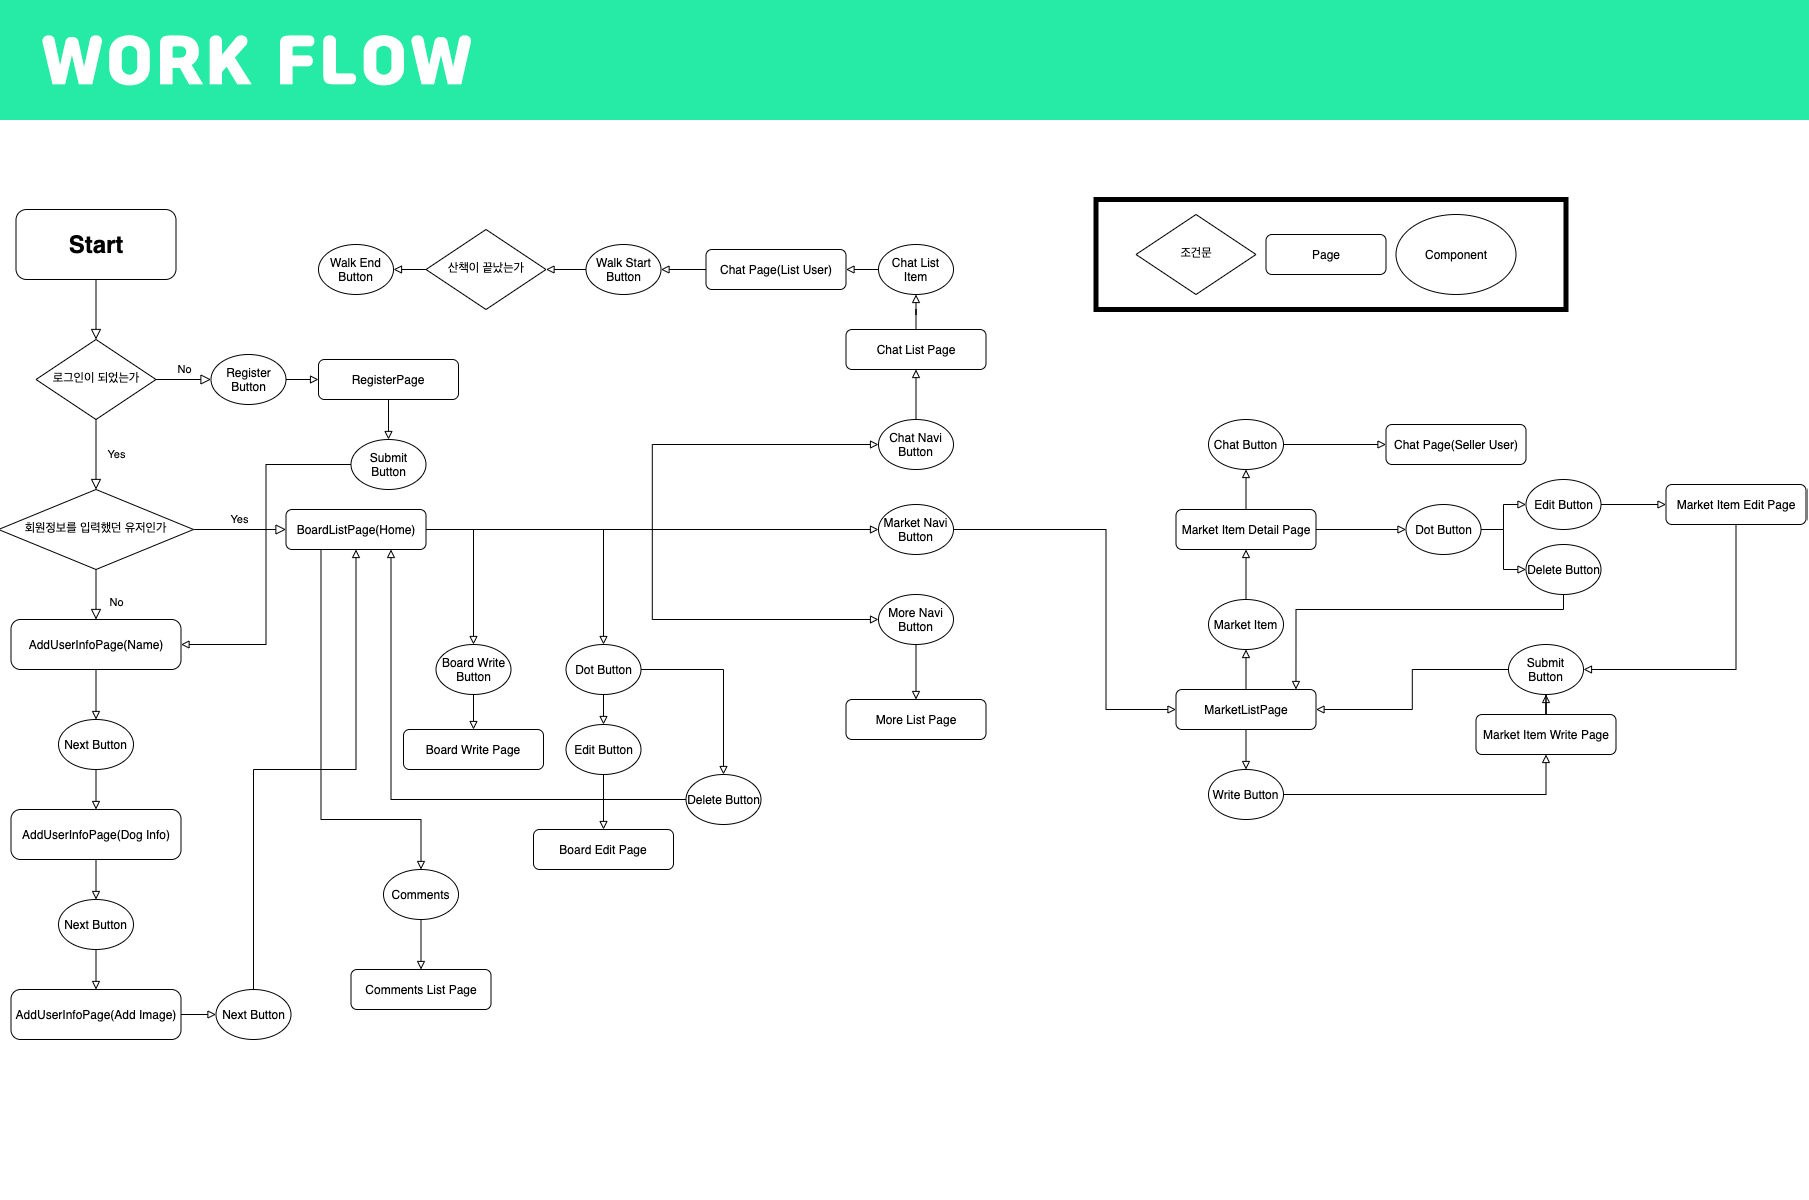 WORK FLOW
Start
Walk End
Button
산책이 끝났는가
Walk Start
Button
Chat Page(List User)
Chat List
Item
조건문
Page
Component
Chat List Page
로그인이 되었는가
No
Register
Button
RegisterPage
Yes
Submit
Button
Chat Navi
Button
Chat Button
Chat Page(Seller User)
회원정보를 입력했던 유저인가
Yes
BoardListPage(Home)
Market Navi
Button
Market Item Detail Page
Dot Button
Edit Button
Market Item Edit Page
Delete Button
No
AddUserInfoPage(Name)
More Navi
Button
Market Item
Board Write
Button
Dot Button
Submit
Button
Next Button
Board Write Page
Edit Button
More List Page
MarketListPage
Market Item Write Page
Delete Button
Write Button
AddUserInfoPage(Dog Info)
Board Edit Page
Next Button
Comments
AddUserInfoPage(Add Image)
Next Button
Comments List Page